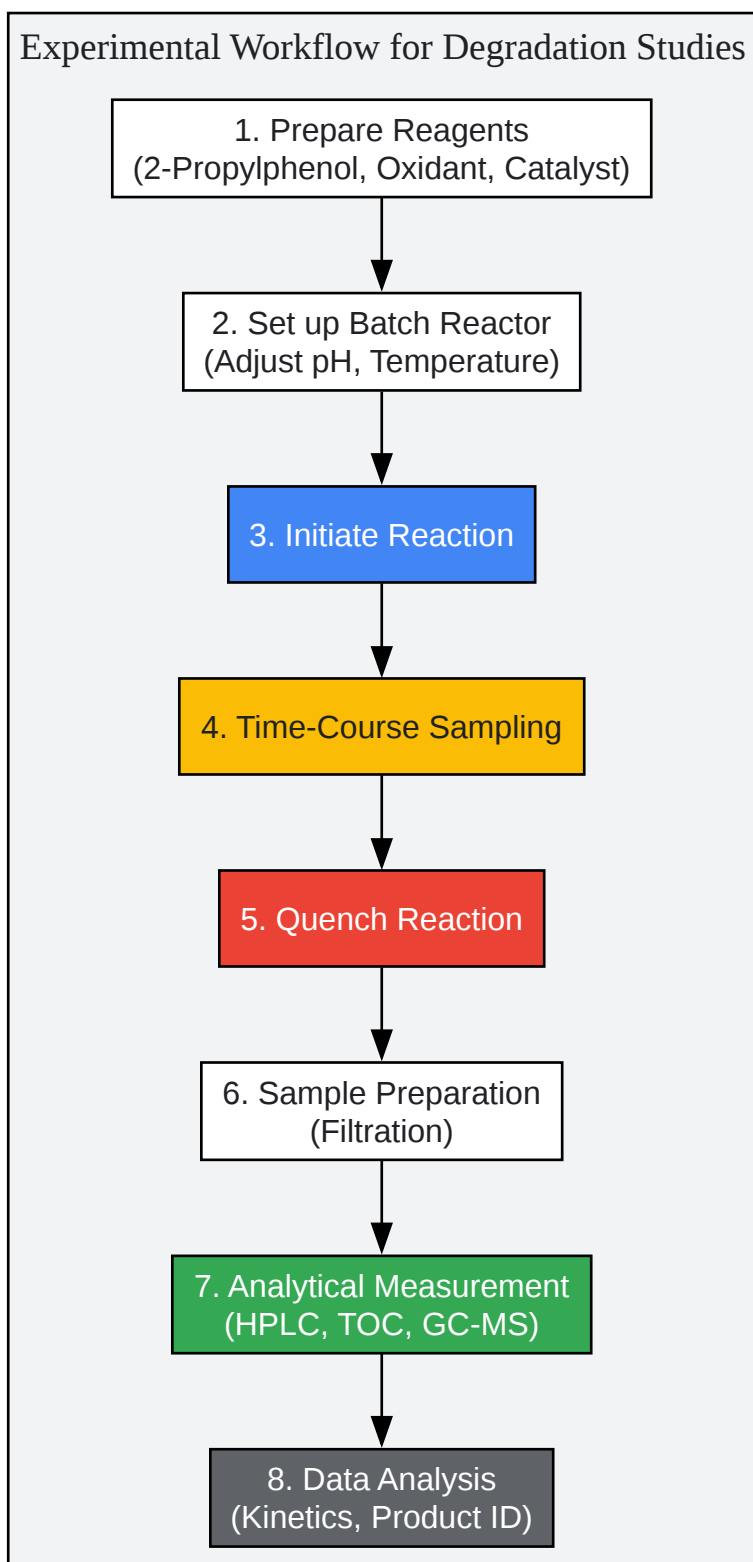 Experimental Workflow for Degradation Studies
1. Prepare Reagents
(2-Propylphenol, Oxidant, Catalyst)
2. Set up Batch Reactor
(Adjust pH, Temperature)
3. Initiate Reaction
4. Time-Course Sampling
5. Quench Reaction
6. Sample Preparation
(Filtration)
7. Analytical Measurement
(HPLC, TOC, GC-MS)
8. Data Analysis
(Kinetics, Product ID)